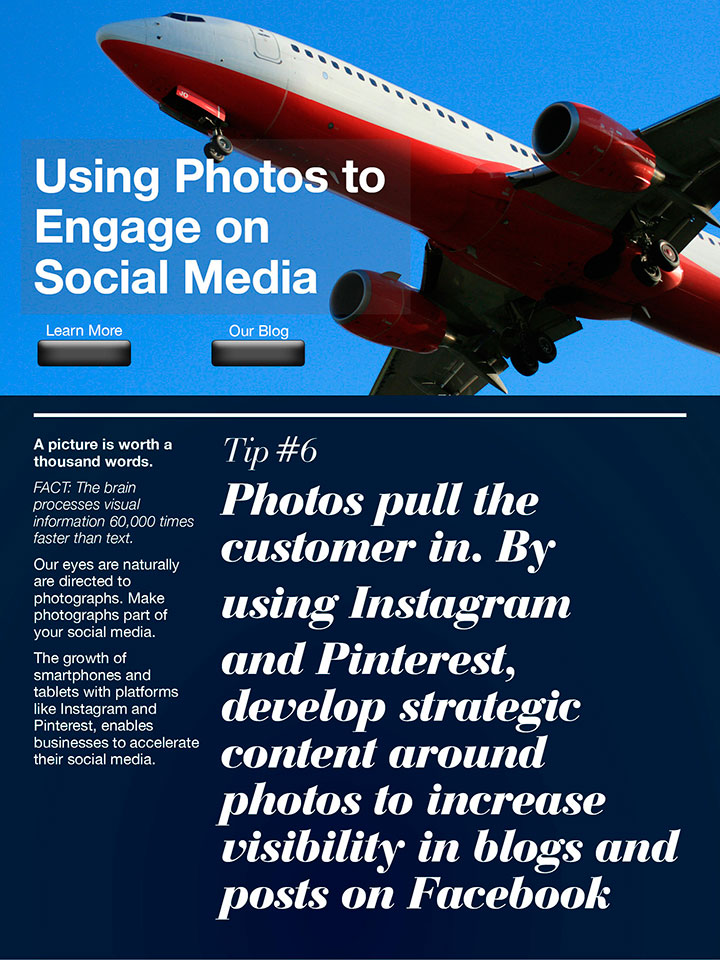 Using Photos to
Engage on
Social Media
Learn More
Our Blog
A picture is worth a
thousand words.
FACT: The brain
processes visual
information 60,000 times
faster than text.
Our eyes are naturally
are directed to
photographs. Make
photographs part of
your social media.
The growth of
smartphones and
tablets with platforms
like Instagram and
Pinterest, enables
businesses to accelerate
their social media.
Tip #6
Photos pull the
customer in. By
using Instagram
and Pinterest,
develop strategic
content around
photos to increase
visibility in blogs and
posts on Facebook